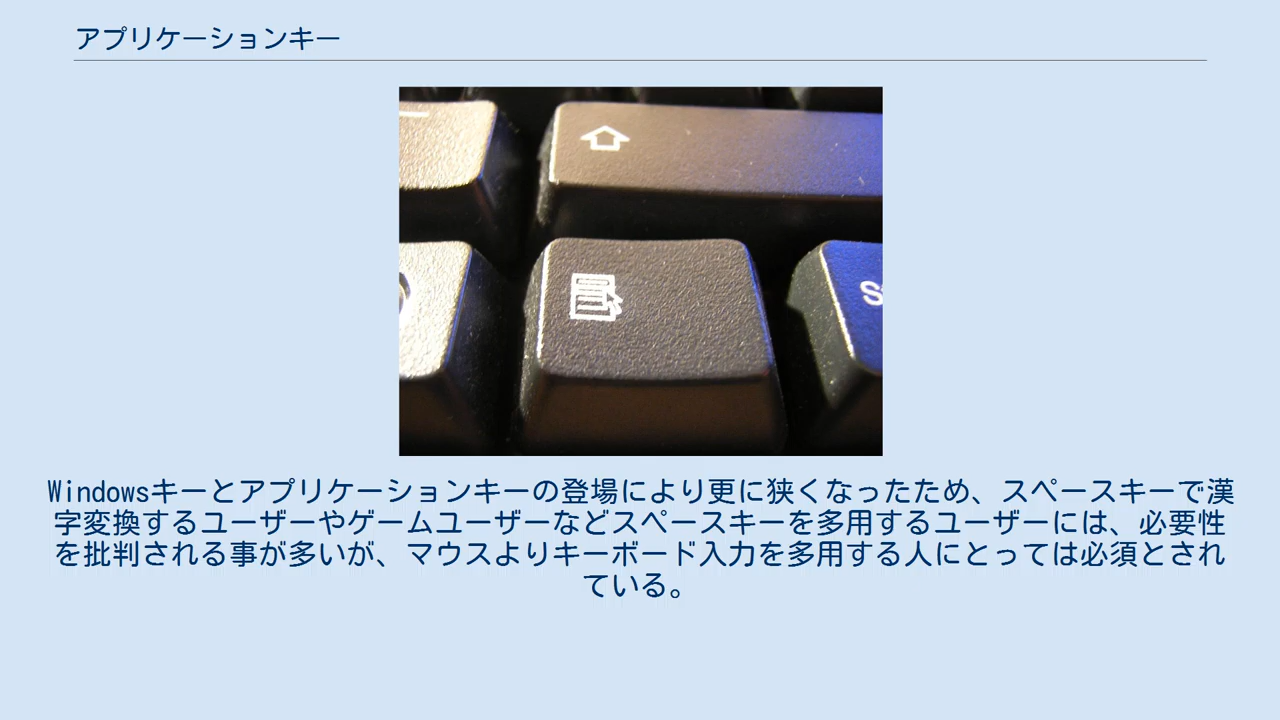 アプリケーションキー
Windowsキーとアプリケーションキーの登場により更に狭くなったため、スペースキーで漢
字変換するユーザーやゲームユーザーなどスペースキーを多用するユーザーには、必要性
を批判される事が多いが、マウスよりキーボード入力を多用する人にとっては必須とされ
ている。